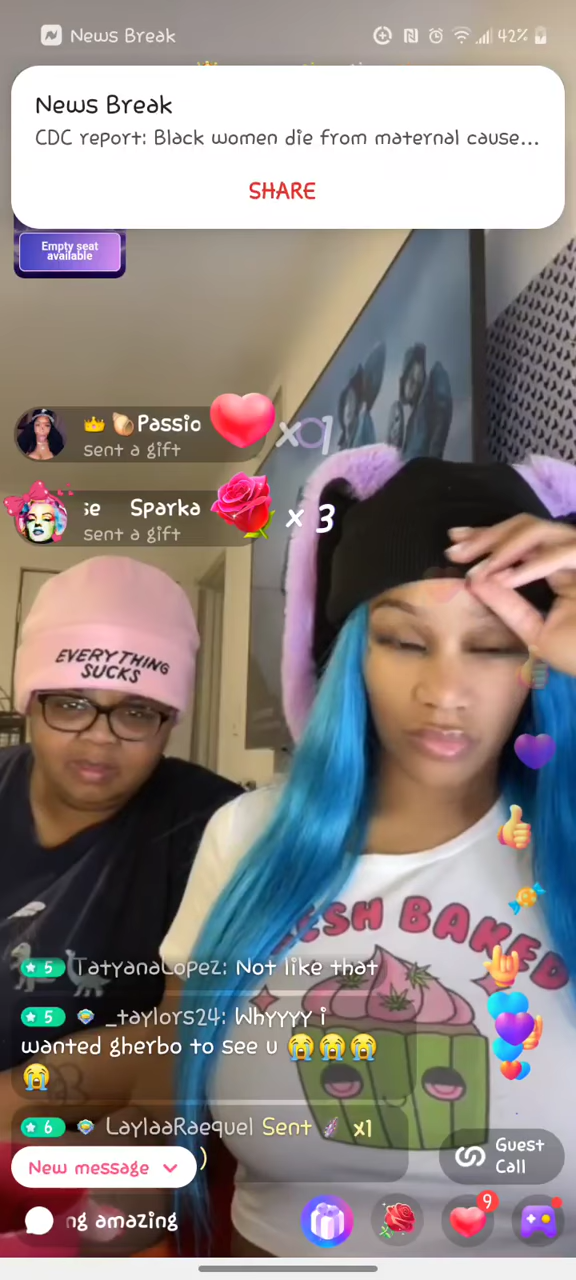 News Break
42%
News Break
CDC report: Black women die from maternal cause...
SHARE
Empty seat
available
👑 🐚Passio
x1
sent a gift
se Sparka
x 3
sent a gift
EVERYTHING
SUCKS
ESH BAKED
5 TatyanaLopez: Not like that
5 _taylors24: Whyyyy i
wanted gherbo to see u 😭😭😭
😭
6 LaylaaRaequel Sent x1
New message
)
Guest
Call
ng amazing
9